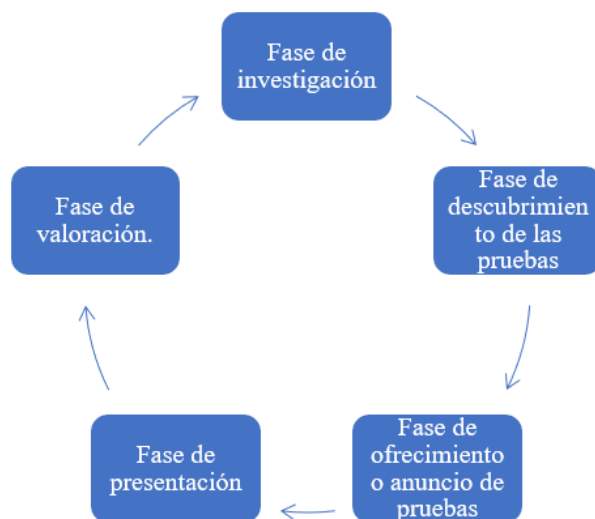 Fase de
investigación
Fase de
descubrimien
to de las
pruebas
Fase de
ofrecimiento
o anuncio de
pruebas
Fase de
presentación
Fase de
valoración.